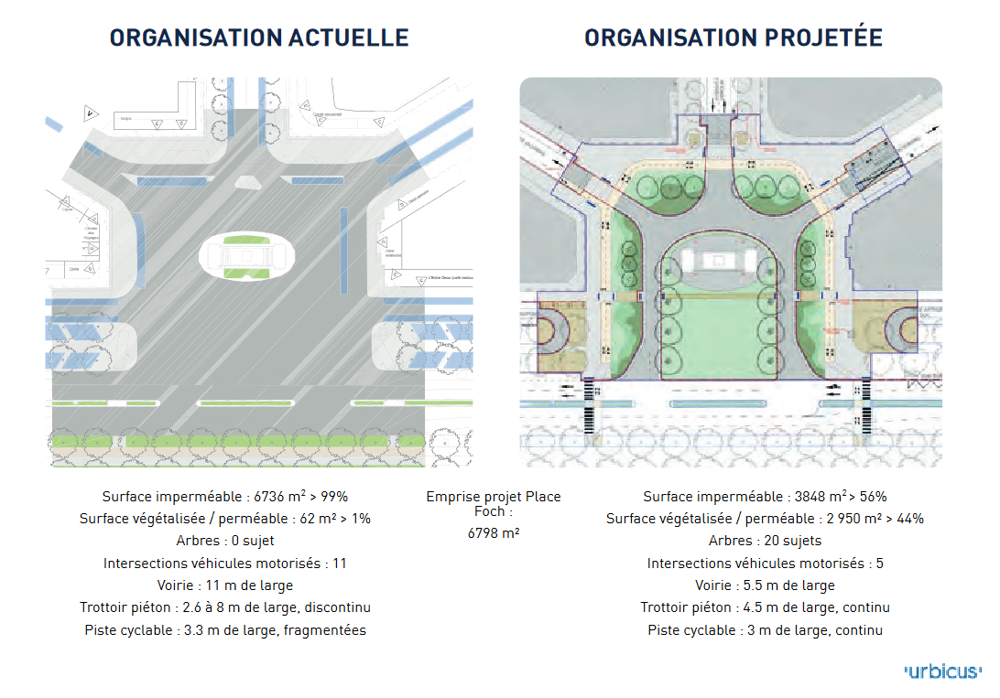 ORGANISATION ACTUELLE
ORGANISATION PROJETÉE
L'Entre Deux (café restau
Surface imperméable : 6736 m² > 99%
Surface végétalisée / perméable : 62 m² > 1%
Arbres : 0 sujet
Intersections véhicules motorisés : 11
Voirie : 11 m de large
Trottoir piéton : 2.6 à 8 m de large, discontinu
Piste cyclable : 3.3 m de large, fragmentées
Emprise projet Place
Foch :
6798 m²
Surface imperméable : 3848 m² > 56%
Surface végétalisée / perméable : 2 950 m² > 44%
Arbres : 20 sujets
Intersections véhicules motorisés : 5
Voirie : 5.5 m de large
Trottoir piéton : 4.5 m de large, continu
Piste cyclable : 3 m de large, continu
'urbicus'